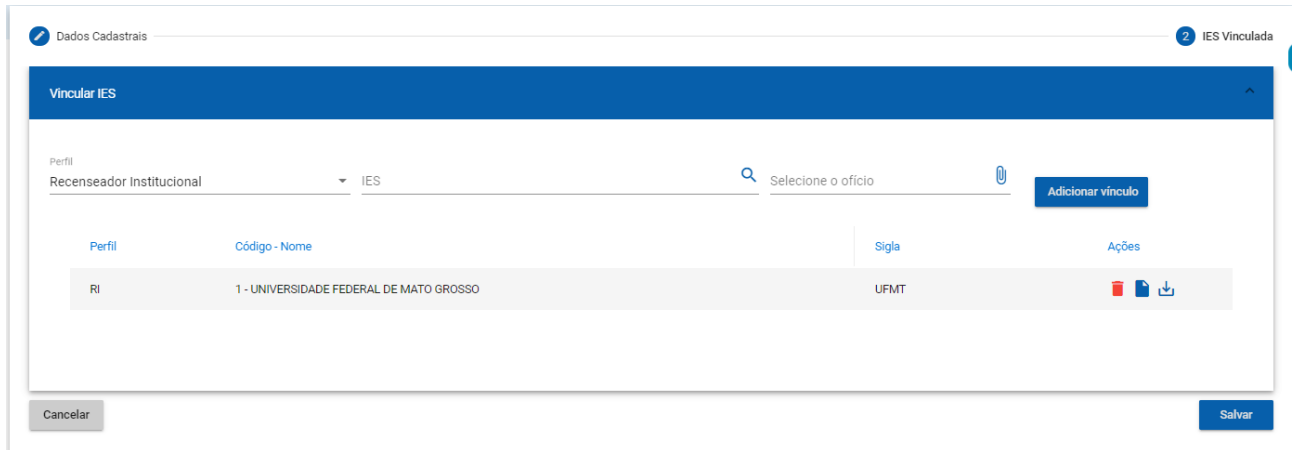 Dados Cadastrais
2 IES Vinculada
Vincular IES
Perfil
Recenseador Institucional IES Selecione o ofício Adicionar vínculo
Perfil Código - Nome Sigla Ações
RI 1 - UNIVERSIDADE FEDERAL DE MATO GROSSO UFMT
Cancelar Salvar